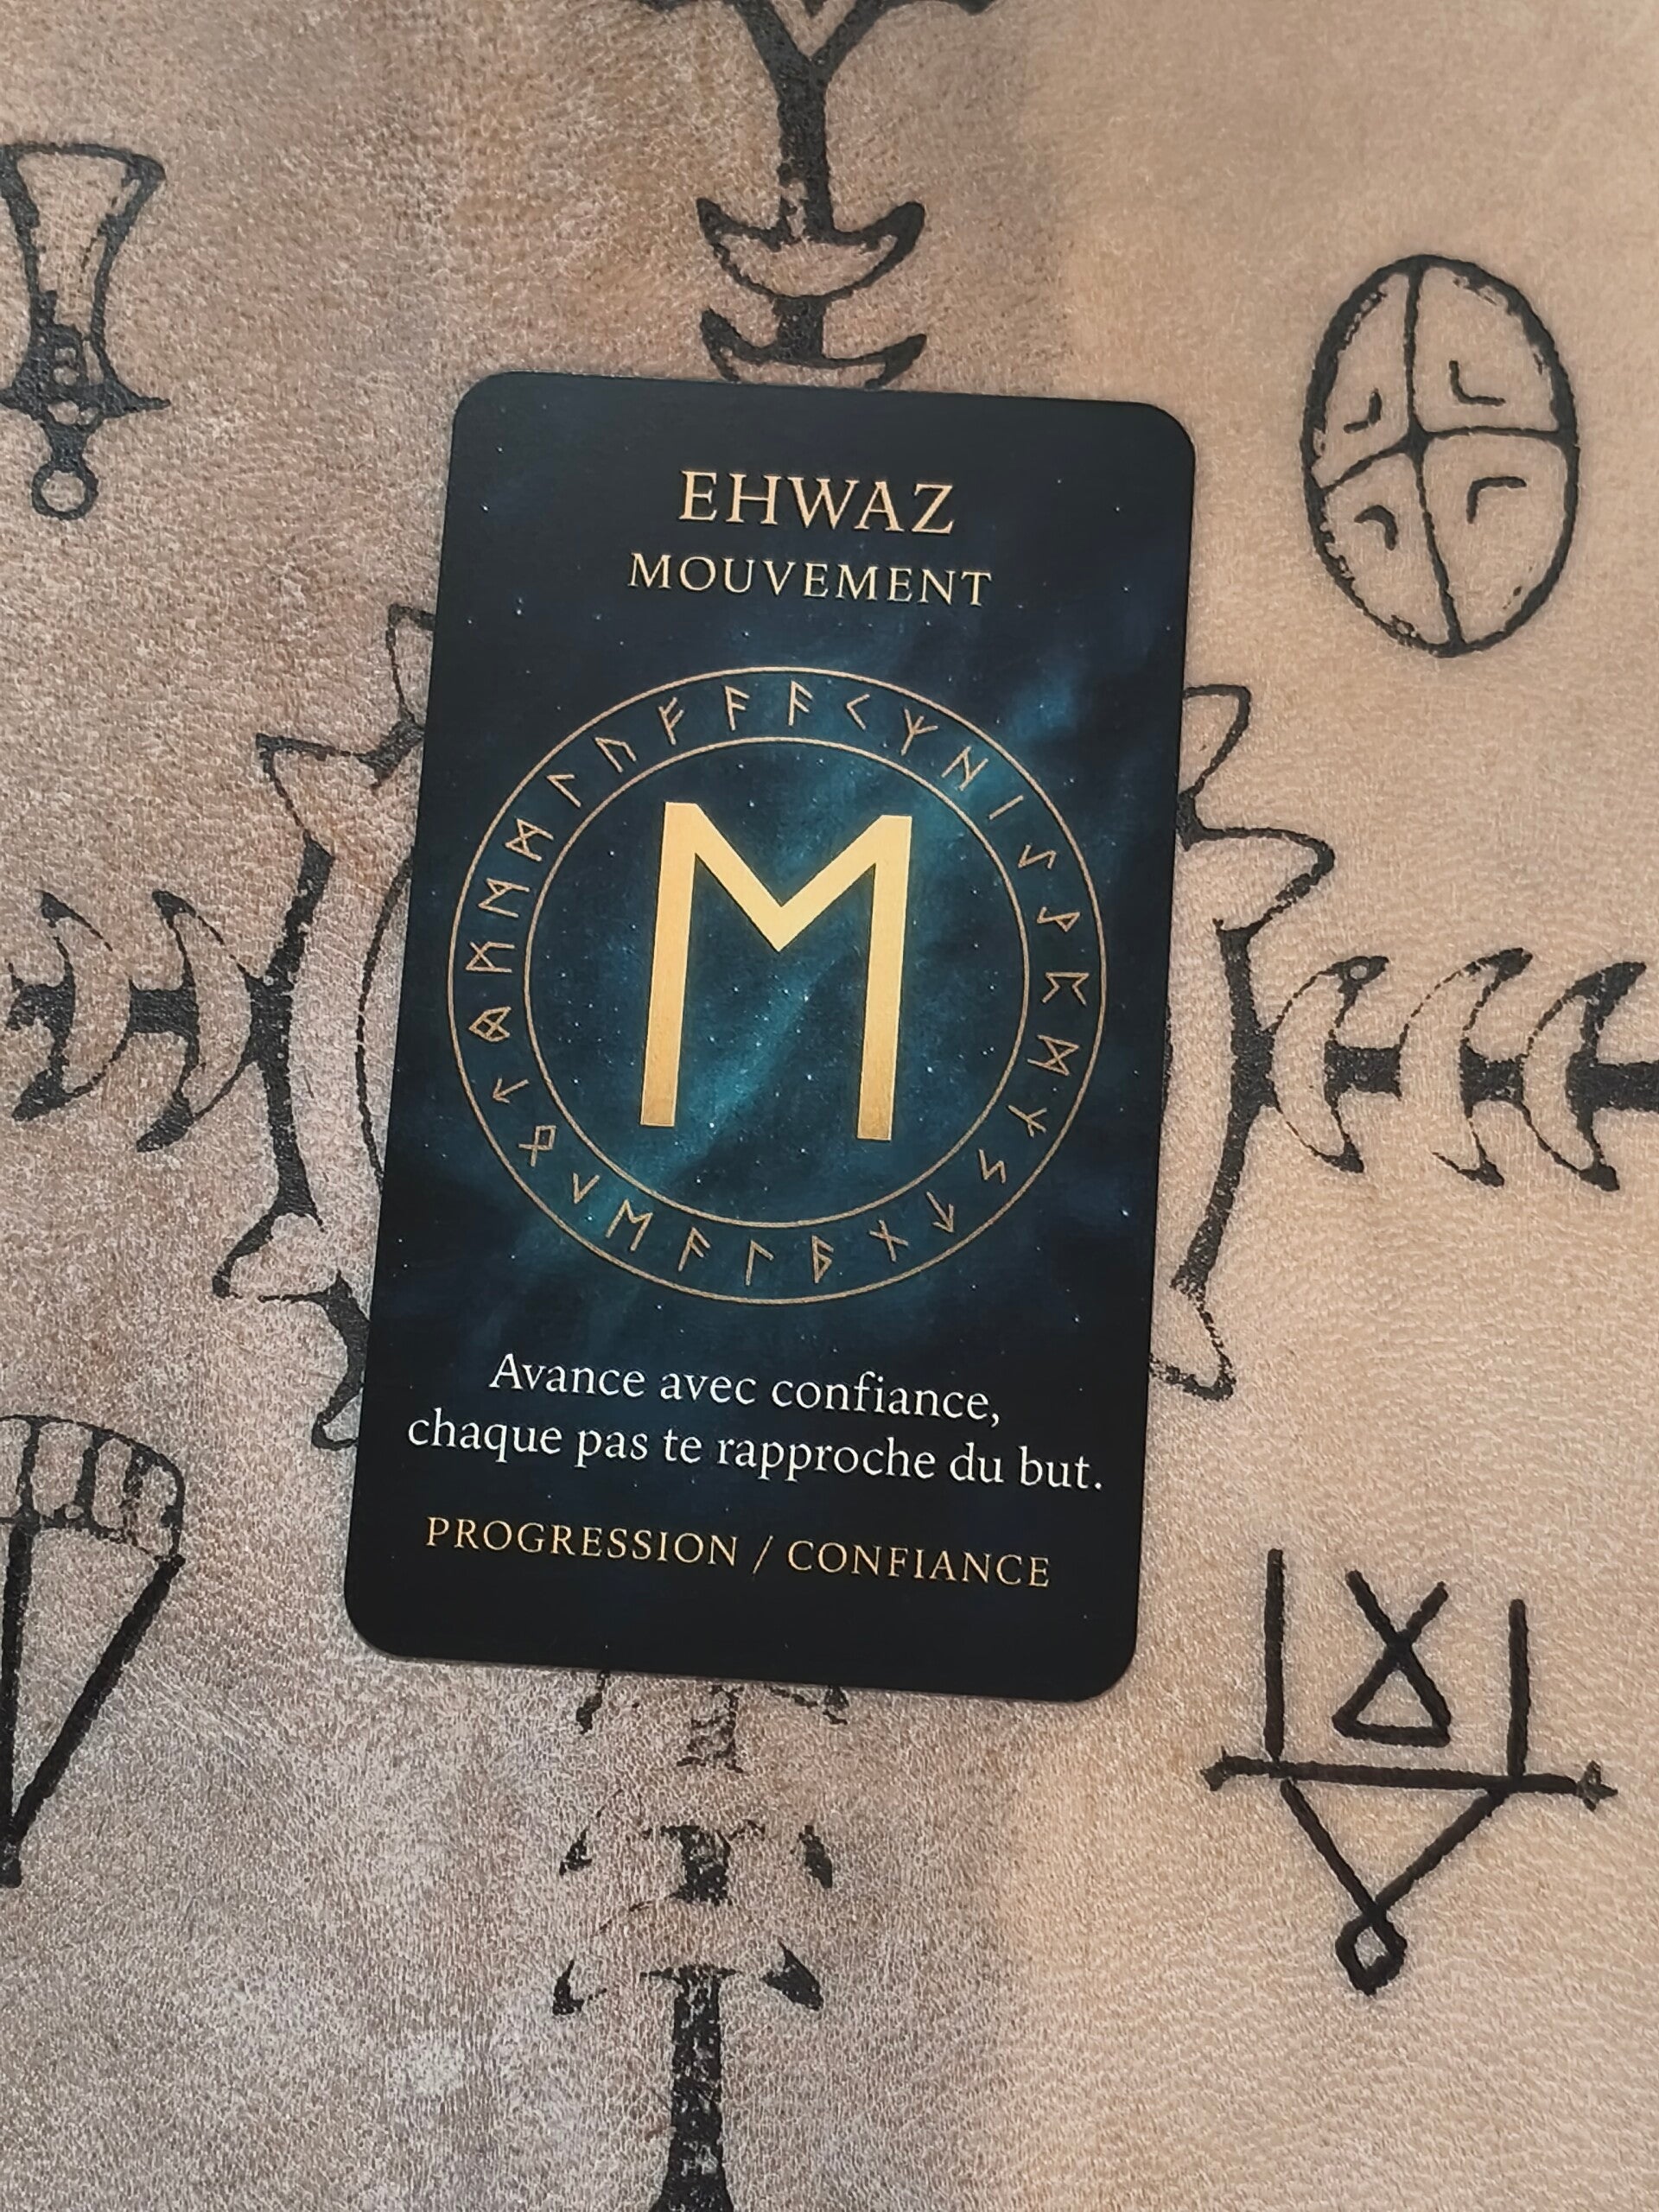 EHWAZ
MOUVEMENT
ᛖ
Avance avec confiance,
chaque pas te rapproche du but.
PROGRESSION / CONFIANCE